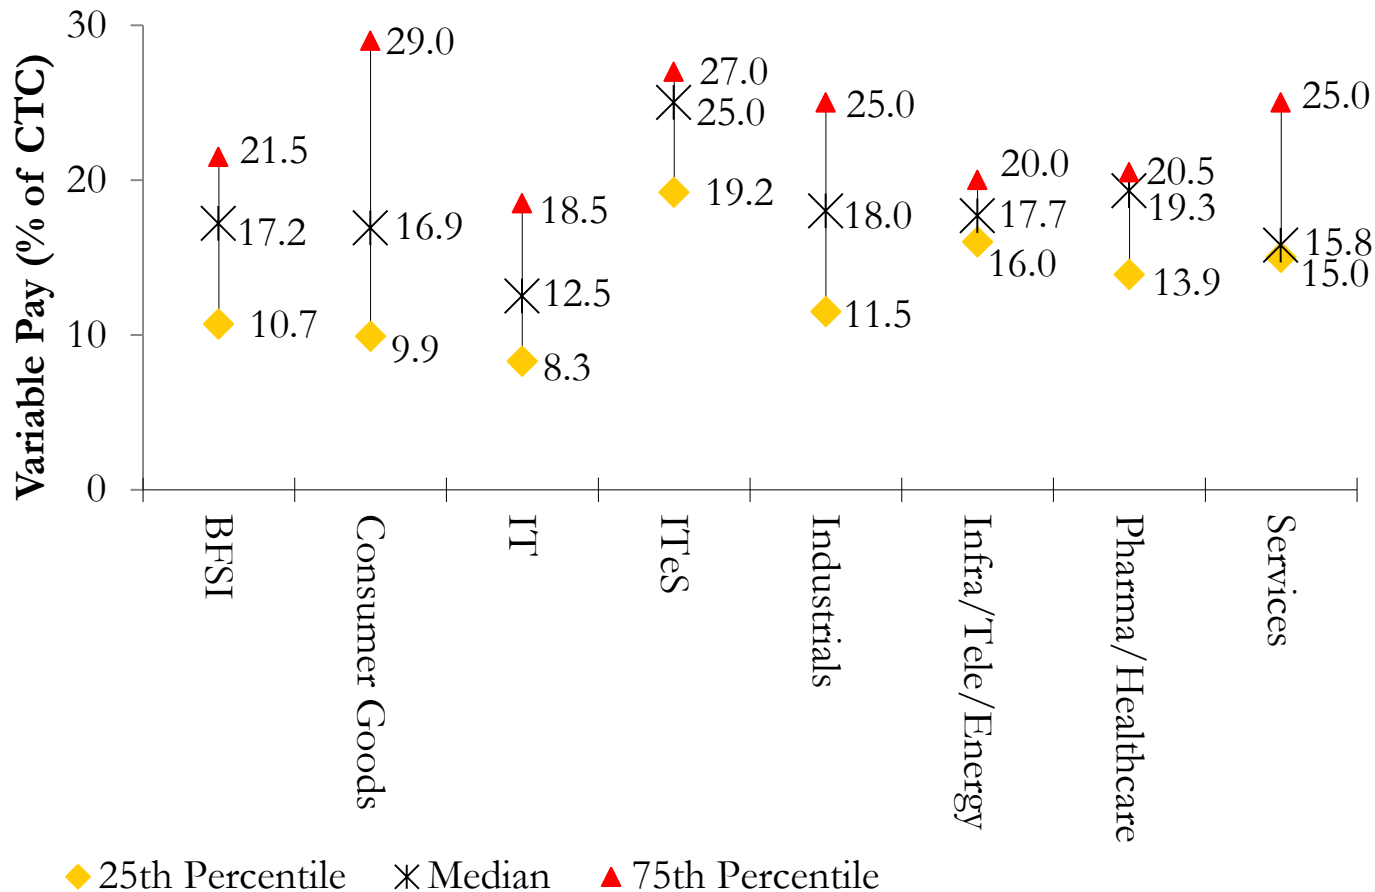 Variable Pay (% of CTC)
30
20
10
0
21.5
17.2
10.7
29.0
16.9
9.9
18.5
12.5
8.3
27.0
25.0
19.2
25.0
18.0
11.5
20.0
17.7
16.0
20.5
19.3
13.9
25.0
15.8
15.0
BFSI
Consumer Goods
IT
ITeS
Industrials
Infra/Tele/Energy
Pharma/Healthcare
Services
25th Percentile
Median
75th Percentile